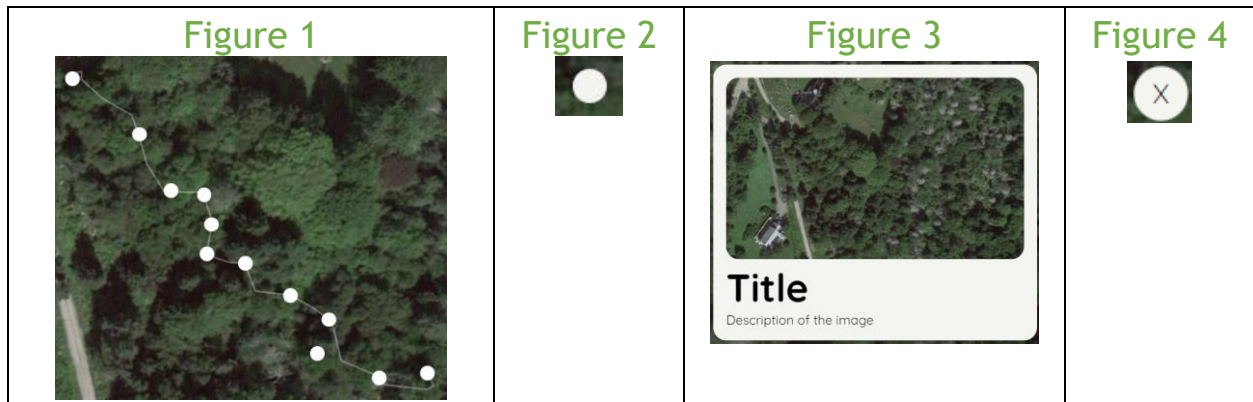 Figure 1
Figure 2
Figure 3
Figure 4
X
Title
Description of the image